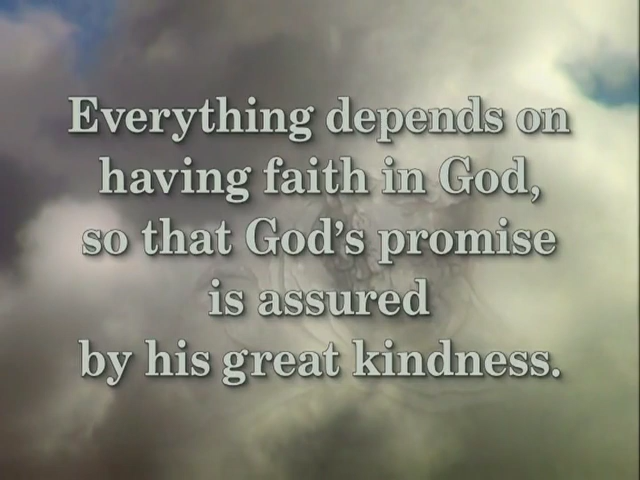 Everything depends on
having faith in God,
so that God's promise
is assured
by his great kindness.